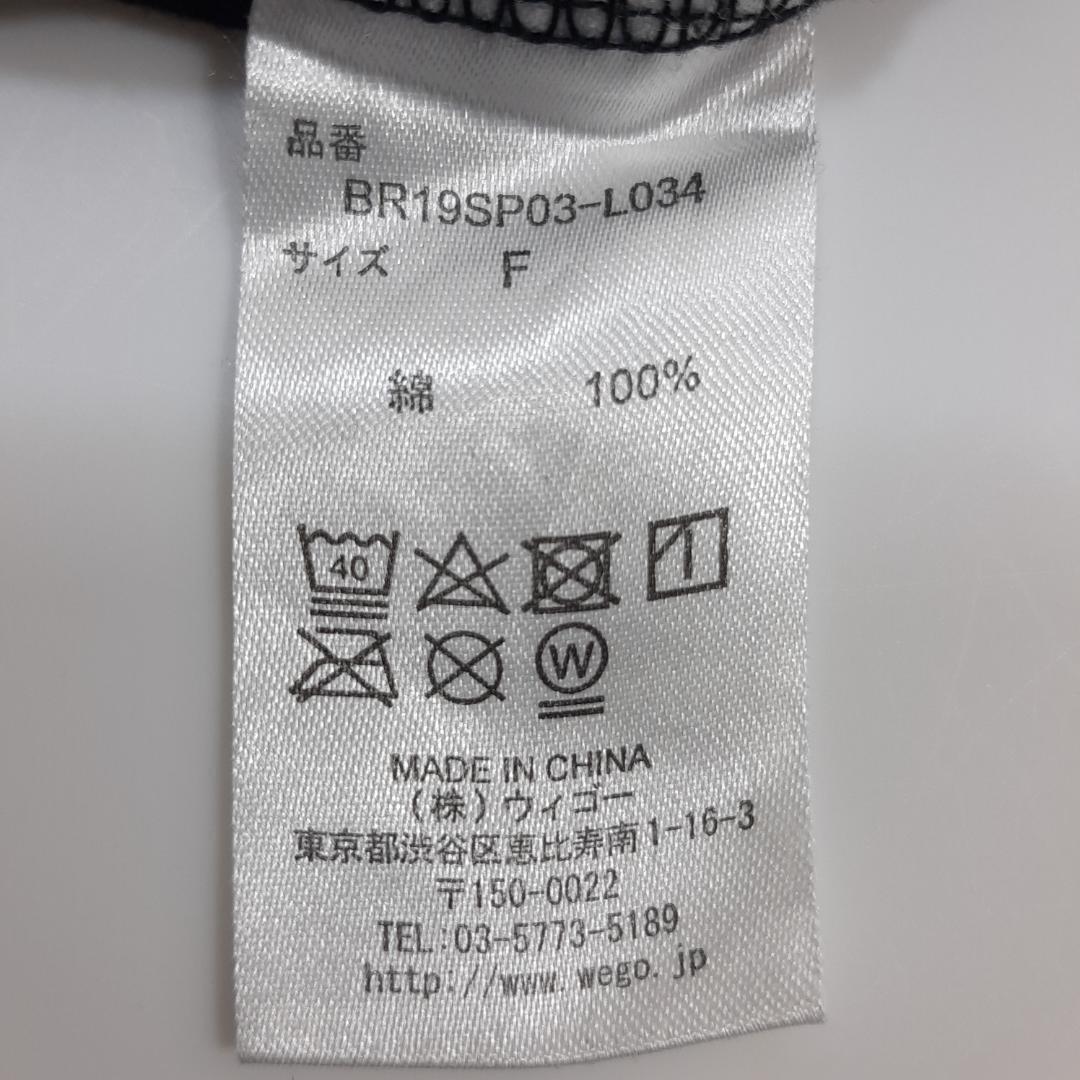 品番
BR19SP03-L034
サイズ F
綿 100%
40
W
MADE IN CHINA
(株)ウィゴー
東京都渋谷区恵比寿南1-16-3
〒150-0022
TEL:03-5773-5189
http://www.wego.jp